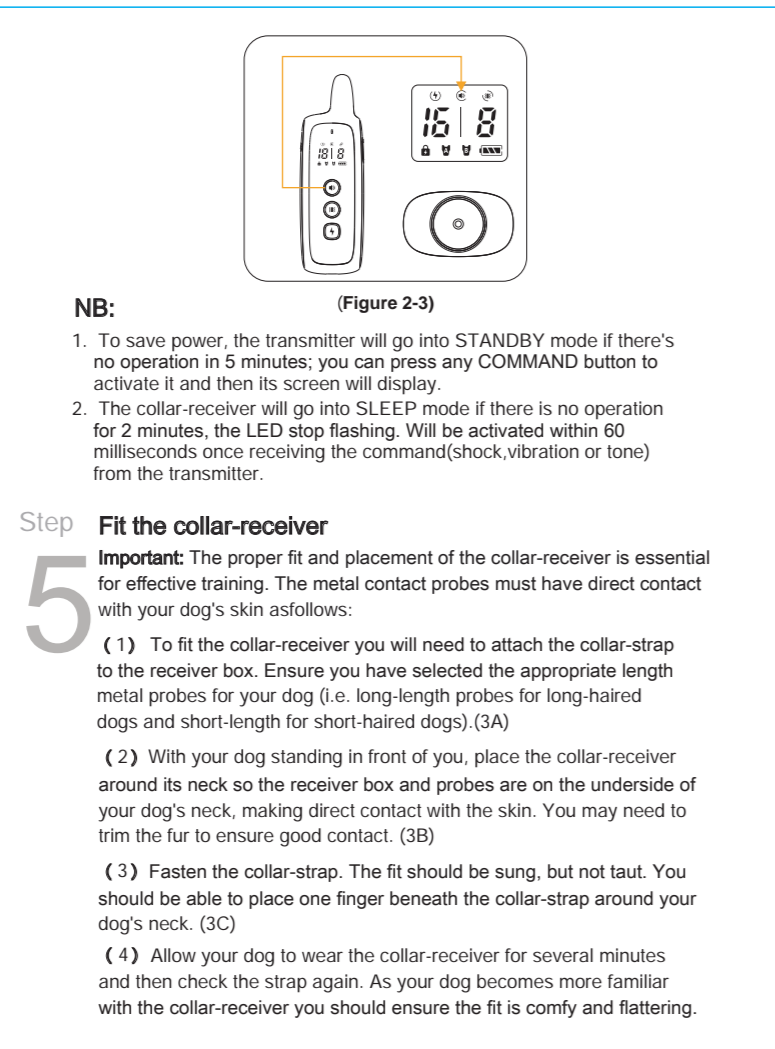 16 8
18 8
(Figure 2-3)
NB:
1. To save power, the transmitter will go into STANDBY mode if there's
no operation in 5 minutes; you can press any COMMAND button to
activate it and then its screen will display.
2. The collar-receiver will go into SLEEP mode if there is no operation
for 2 minutes, the LED stop flashing. Will be activated within 60
milliseconds once receiving the command(shock,vibration or tone)
from the transmitter.
Step 5
Fit the collar-receiver
Important: The proper fit and placement of the collar-receiver is essential
for effective training. The metal contact probes must have direct contact
with your dog's skin asfollows:
(1) To fit the collar-receiver you will need to attach the collar-strap
to the receiver box. Ensure you have selected the appropriate length
metal probes for your dog (i.e. long-length probes for long-haired
dogs and short-length for short-haired dogs).(3A)
(2) With your dog standing in front of you, place the collar-receiver
around its neck so the receiver box and probes are on the underside of
your dog's neck, making direct contact with the skin. You may need to
trim the fur to ensure good contact. (3B)
(3) Fasten the collar-strap. The fit should be sung, but not taut. You
should be able to place one finger beneath the collar-strap around your
dog's neck. (3C)
(4) Allow your dog to wear the collar-receiver for several minutes
and then check the strap again. As your dog becomes more familiar
with the collar-receiver you should ensure the fit is comfy and flattering.